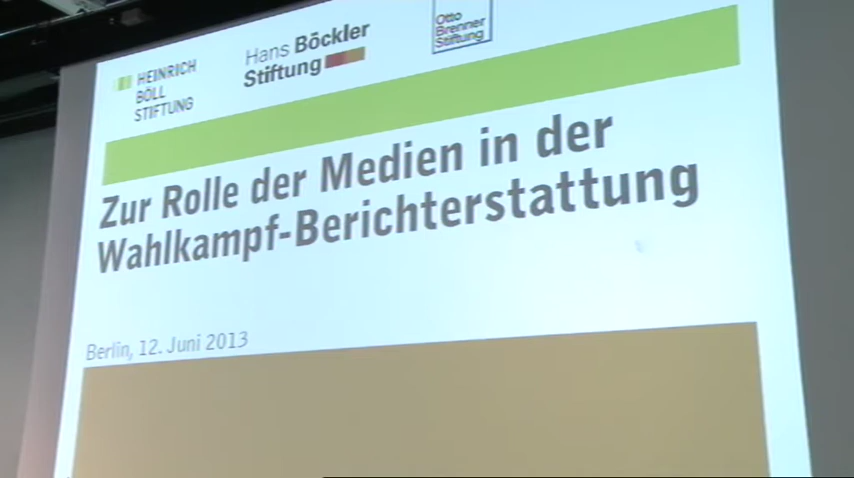 HEINRICH
BÖLL
STIFTUNG
Hans Böckler
Stiftung
Otto
Brenner
Stiftung
Zur Rolle der Medien in der
Wahlkampf-Berichterstattung
Berlin, 12. Juni 2013